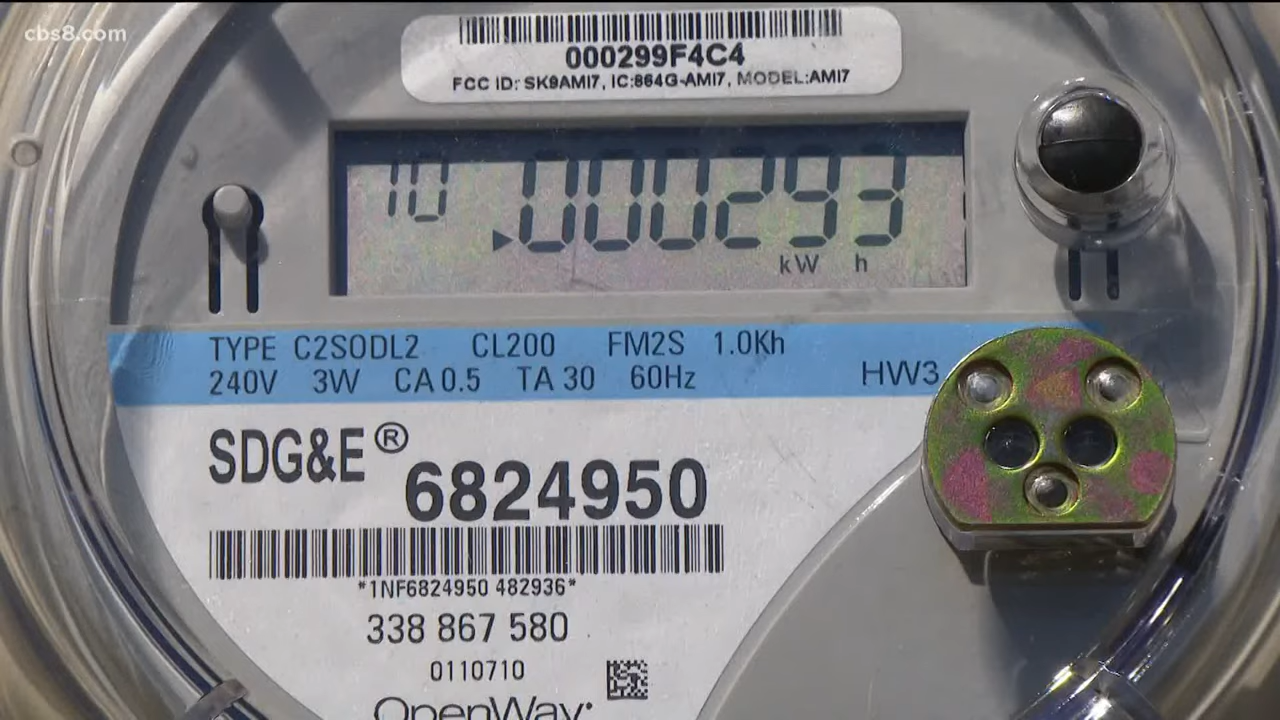 cbs8.com
000299F4C4
FCC ID: SK9AMI7, IC:864G-AMI7, MODEL:AMI7
10 000293
kW h
TYPE C2SODL2 CL200 FM2S 1.0Kh
240V 3W CA 0.5 TA 30 60Hz HW3
SDG&E®
6824950
*1NF6824950 482936*
338 867 580
0110710
OpenWay®